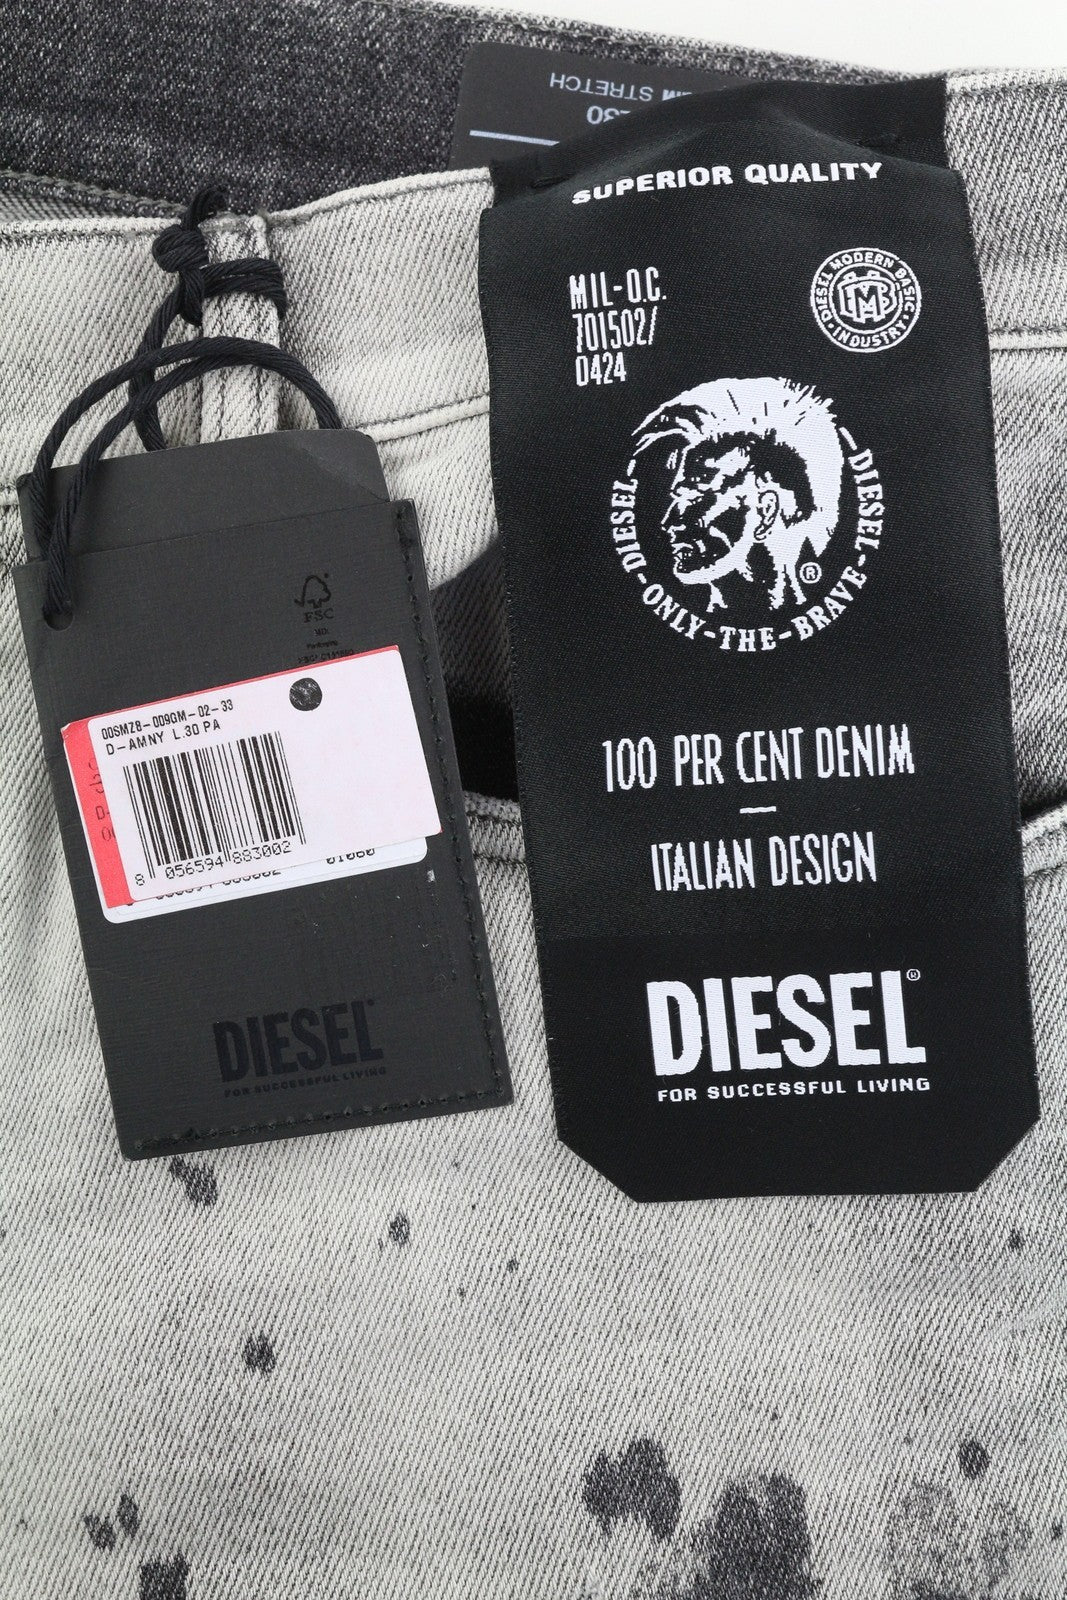 STRETCH
SUPERIOR QUALITY
MIL-O.C.
701502/
0424
DIESEL MODERN BASIC · INDUSTRY ·
DMB
DIESEL-ONLY-THE-BRAVE-DIESEL
®
100 PER CENT DENIM
—
ITALIAN DESIGN
DIESEL®
FOR SUCCESSFUL LIVING
FSC
00SMZ8-009GM-02-33
D-AMNY L.30 PA
8 056594 883002
DIESEL
FOR SUCCESSFUL LIVING